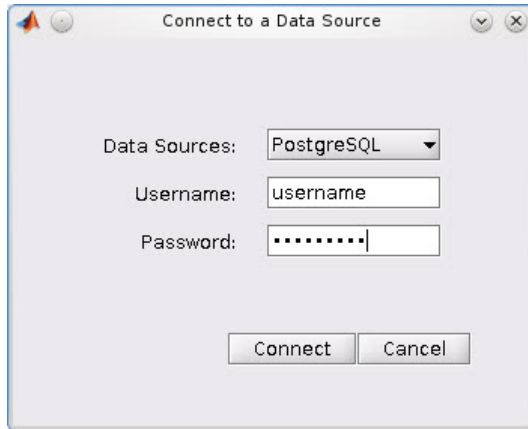 Connect to a Data Source
Data Sources: PostgreSQL
Username: username
Password: •••••••••
Connect Cancel